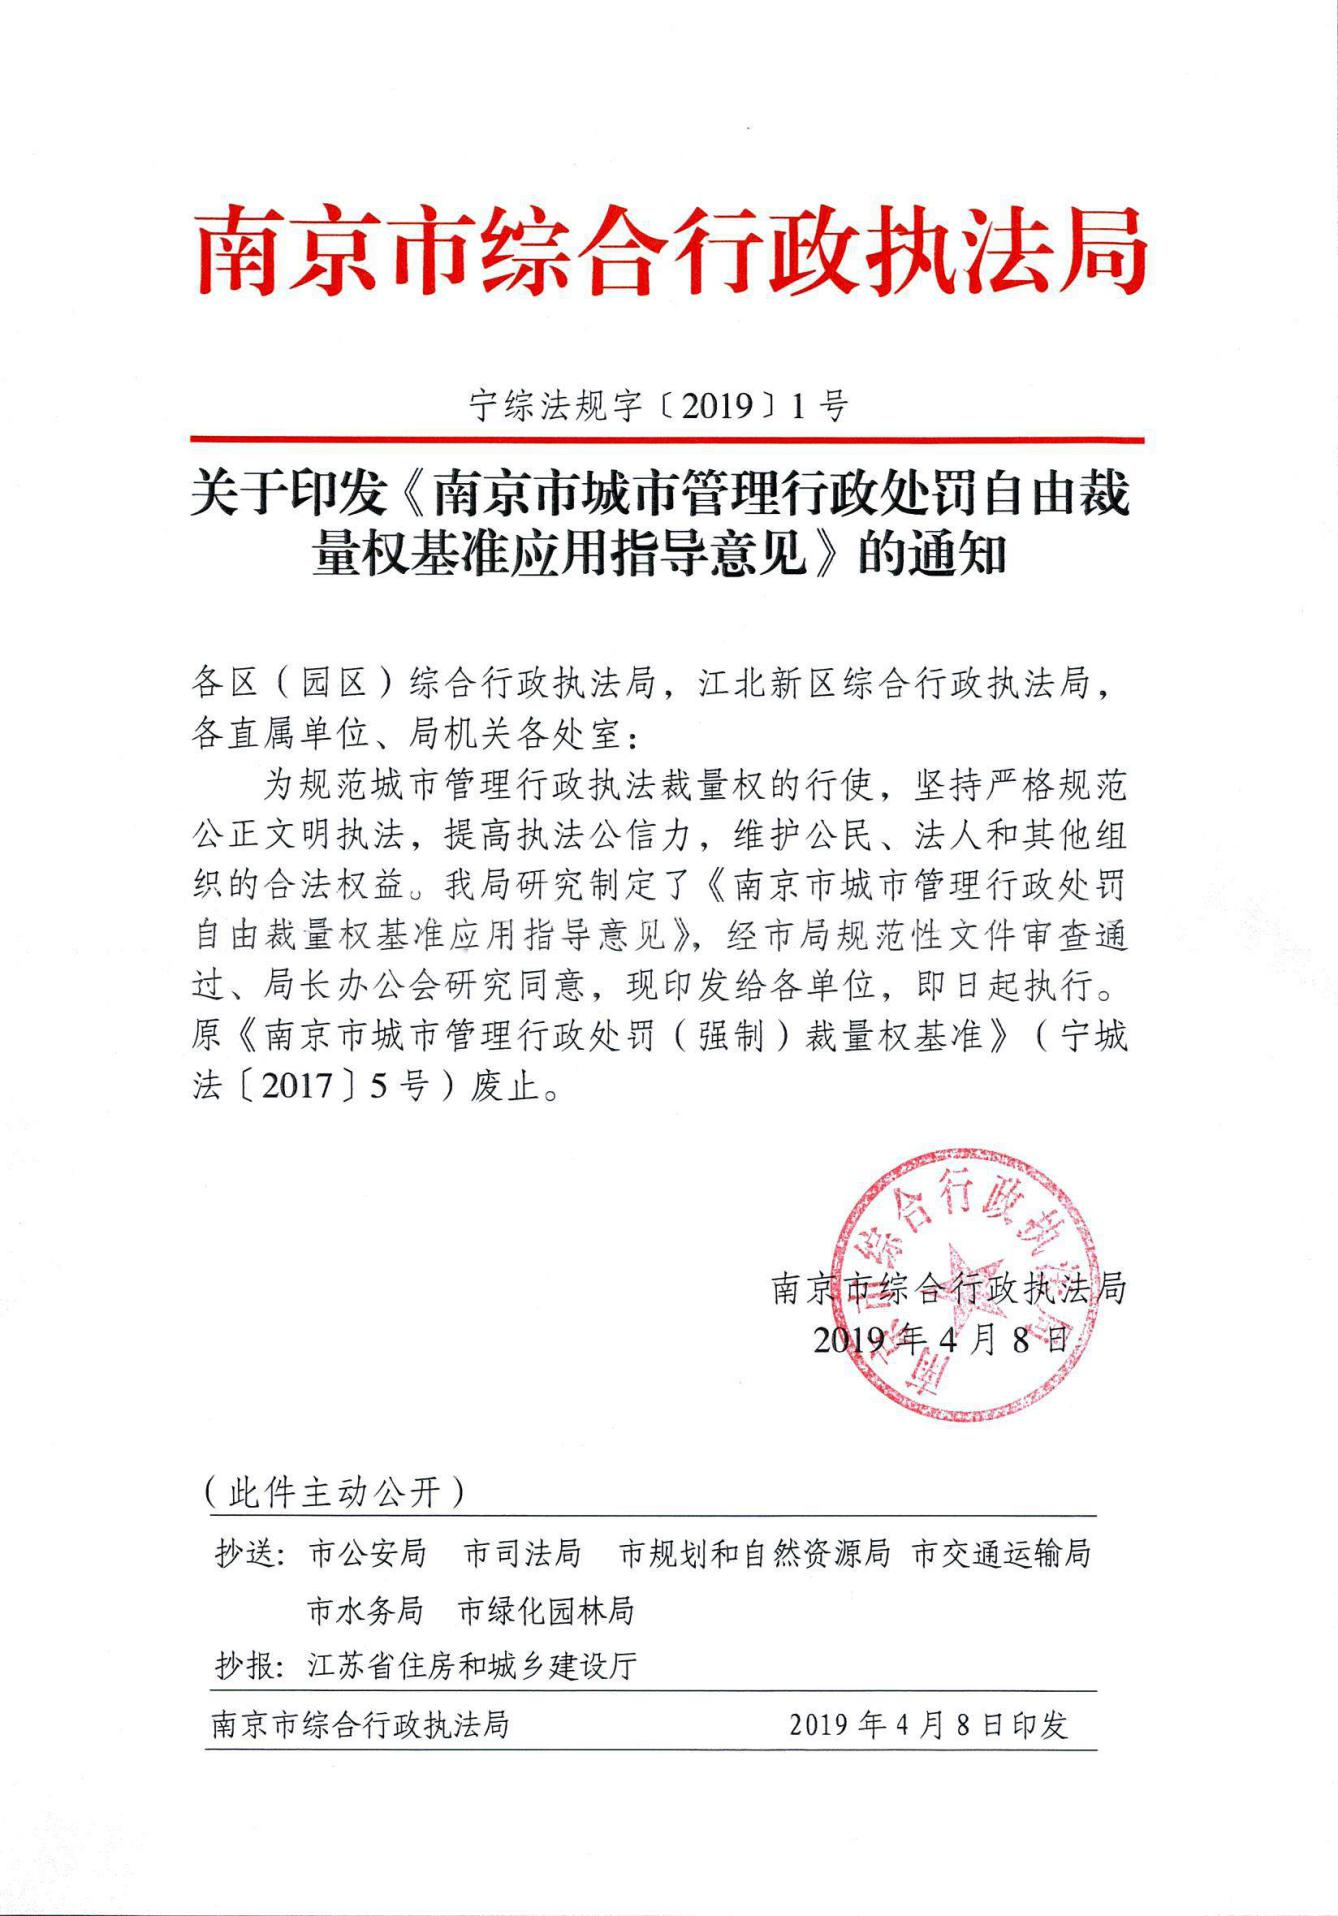 南京市综合行政执法局
宁综法规字〔2019〕1号
关于印发《南京市城市管理行政处罚自由裁
量权基准应用指导意见》的通知
各区（园区）综合行政执法局，江北新区综合行政执法局，
各直属单位、局机关各处室：
为规范城市管理行政执法裁量权的行使，坚持严格规范
公正文明执法，提高执法公信力，维护公民、法人和其他组
织的合法权益。我局研究制定了《南京市城市管理行政处罚
自由裁量权基准应用指导意见》，经市局规范性文件审查通
过、局长办公会研究同意，现印发给各单位，即日起执行。
原《南京市城市管理行政处罚（强制）裁量权基准》（宁城
法〔2017〕5号）废止。
南京市综合行政执法局
南京市综合行政执法局
2019年4月8日
（此件主动公开）
抄送：市公安局 市司法局 市规划和自然资源局 市交通运输局
市水务局 市绿化园林局
抄报：江苏省住房和城乡建设厅
南京市综合行政执法局 2019年4月8日印发